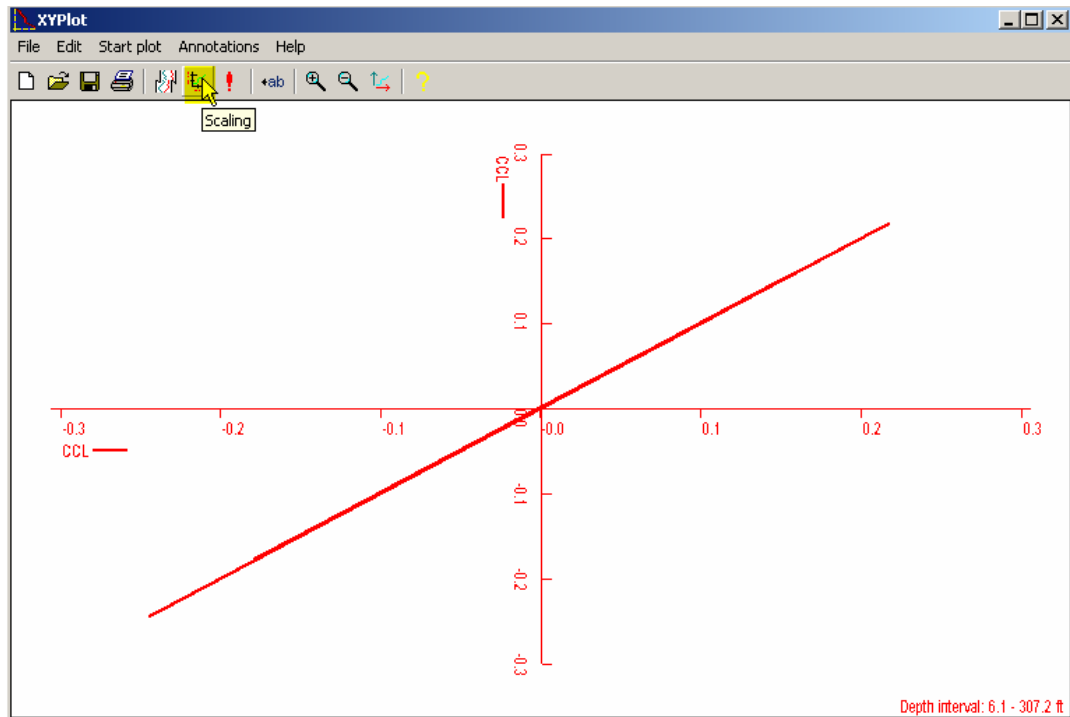 XYPlot
File Edit Start plot Annotations Help
ab
?
Scaling
0.3
CCL
0.2
0.1
-0.3 -0.2 -0.1 0.0 -0.0 0.1 0.2 0.3
CCL
-0.1
-0.2
-0.3
Depth interval: 6.1 - 307.2 ft